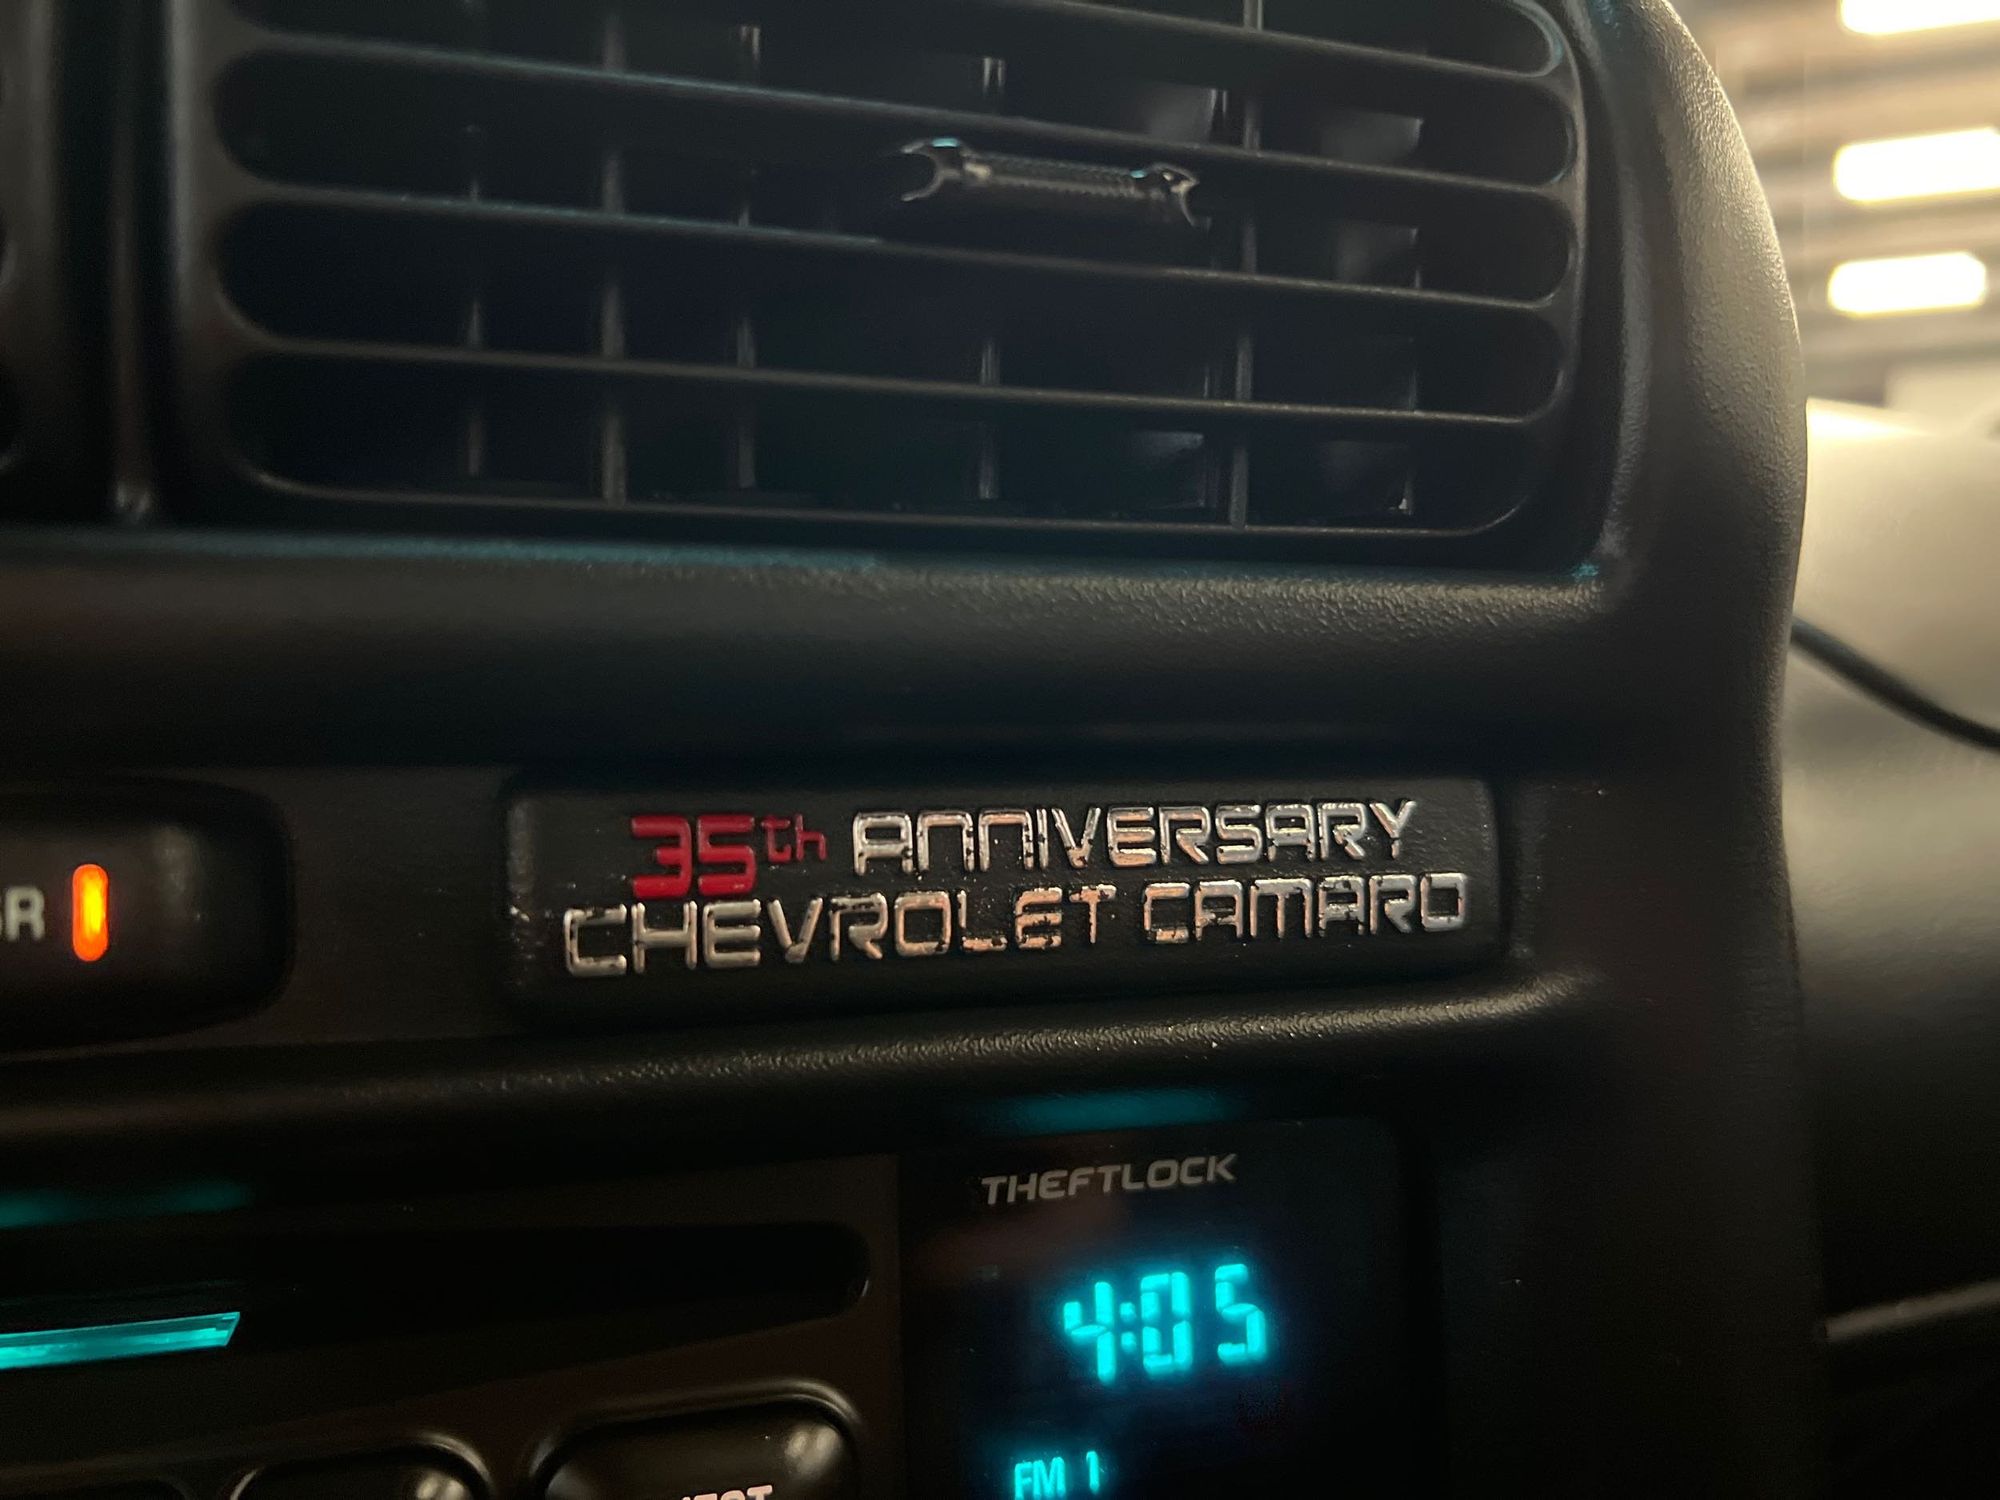 35th ANNIVERSARY
CHEVROLET CAMARO
THEFTLOCK
4:05
FM 1